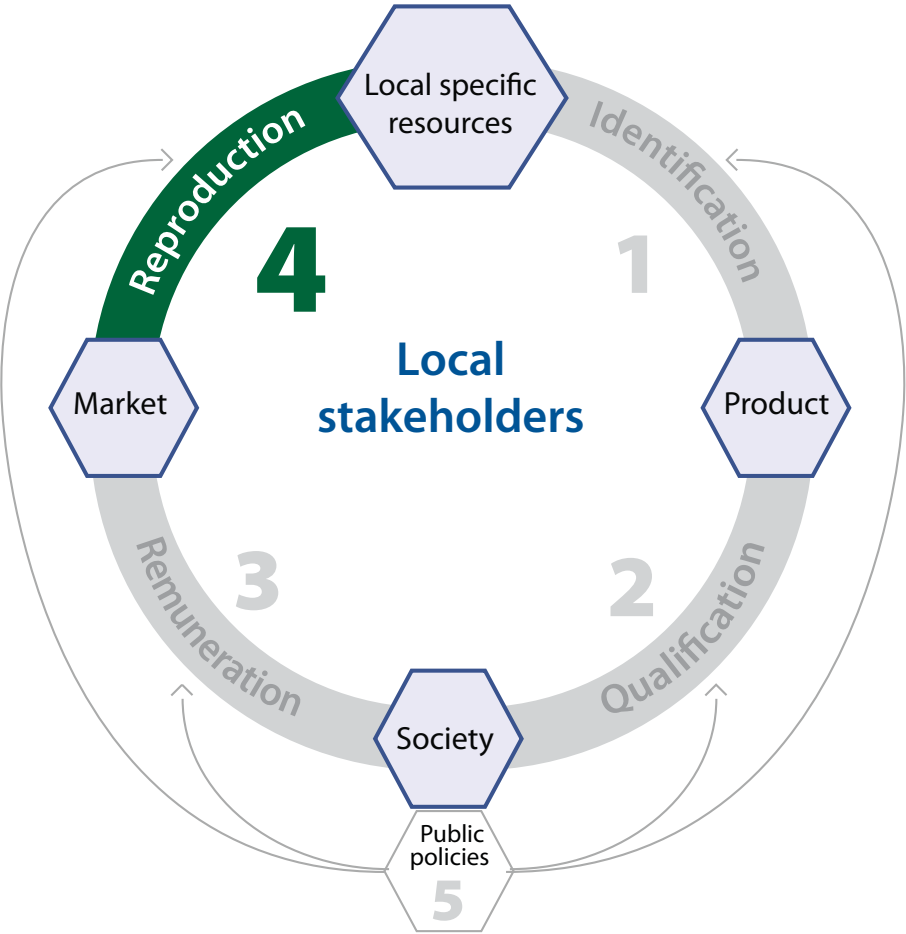 Local specific
resources
Identification
1
Product
Qualification
2
Society
Remuneration
3
Market
Reproduction
4
Local
stakeholders
Public
policies
5